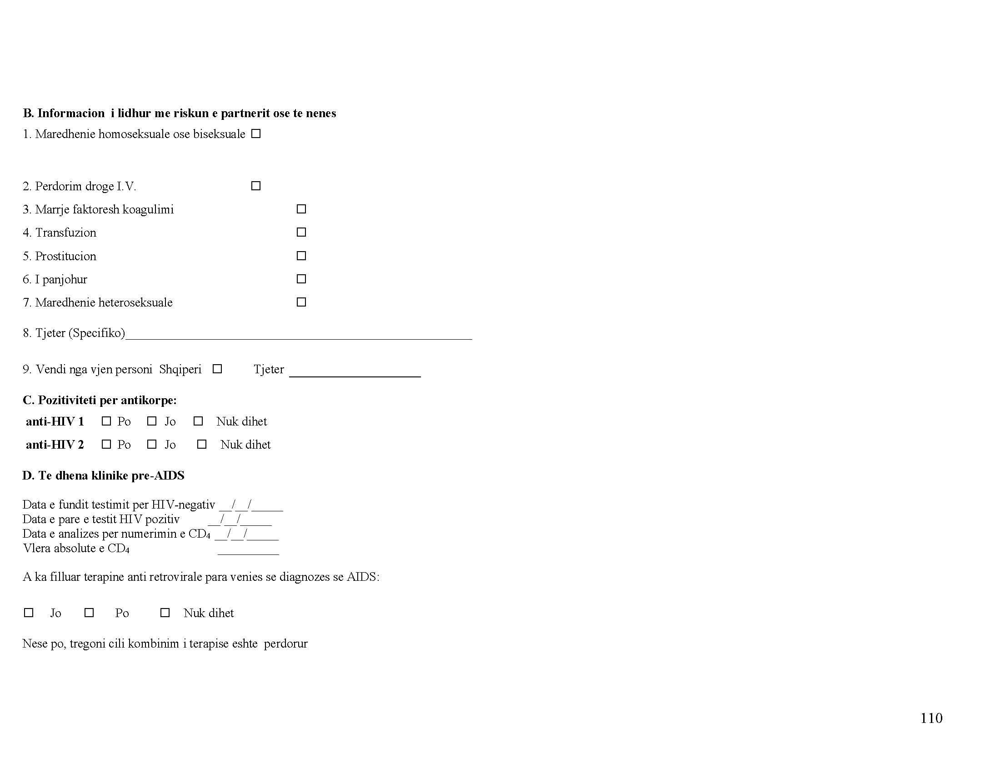 B. Informacion  i lidhur me riskun e partnerit ose te nenes
1. Maredhenie homoseksuale ose biseksuale ☐
2. Perdorim droge I.V. ☐
3. Marrje faktoresh koagulimi ☐
4. Transfuzion ☐
5. Prostitucion ☐
6. I panjohur ☐
7. Maredhenie heteroseksuale ☐
8. Tjeter (Specifiko)______________________________________________________
9. Vendi nga vjen personi  Shqiperi ☐ Tjeter ____________________
C. Pozitiviteti per antikorpe:
anti-HIV 1 ☐ Po ☐ Jo ☐ Nuk dihet
anti-HIV 2 ☐ Po ☐ Jo ☐ Nuk dihet
D. Te dhena klinike pre-AIDS
Data e fundit testimit per HIV-negativ __/__/_____
Data e pare e testit HIV pozitiv __/__/_____
Data e analizes per numerimin e CD₄ __/__/_____
Vlera absolute e CD₄ __________
A ka filluar terapine anti retrovirale para venies se diagnozes se AIDS:
☐ Jo ☐ Po ☐ Nuk dihet
Nese po, tregoni cili kombinim i terapise eshte  perdorur
110